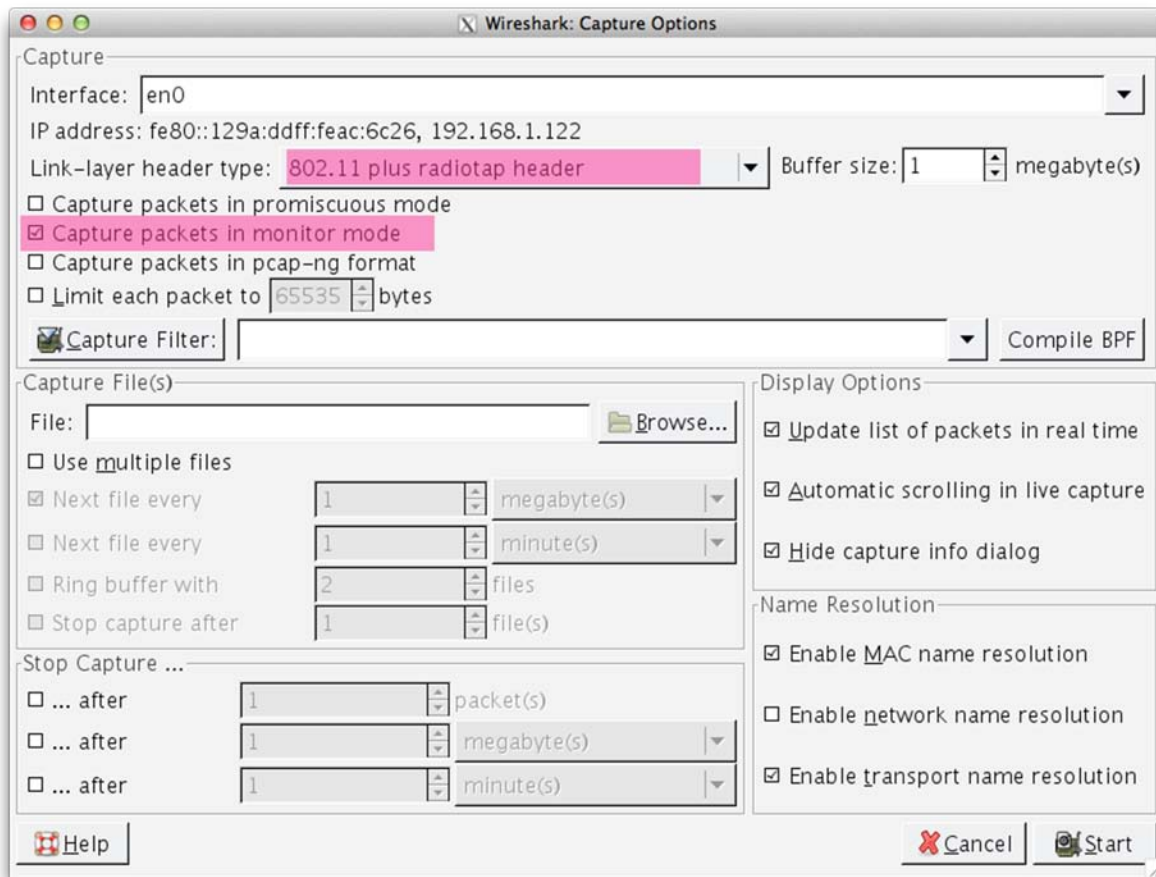 Wireshark: Capture Options
Capture
Interface: en0
IP address: fe80::129a:ddff:feac:6c26, 192.168.1.122
Link-layer header type: 802.11 plus radiotap header Buffer size: 1 megabyte(s)
Capture packets in promiscuous mode
Capture packets in monitor mode
Capture packets in pcap-ng format
Limit each packet to 65535 bytes
Capture Filter: Compile BPF
Capture File(s)
File: Browse...
Use multiple files
Next file every 1 megabyte(s)
Next file every 1 minute(s)
Ring buffer with 2 files
Stop capture after 1 file(s)
Stop Capture ...
... after 1 packet(s)
... after 1 megabyte(s)
... after 1 minute(s)
Display Options
Update list of packets in real time
Automatic scrolling in live capture
Hide capture info dialog
Name Resolution
Enable MAC name resolution
Enable network name resolution
Enable transport name resolution
Help Cancel Start